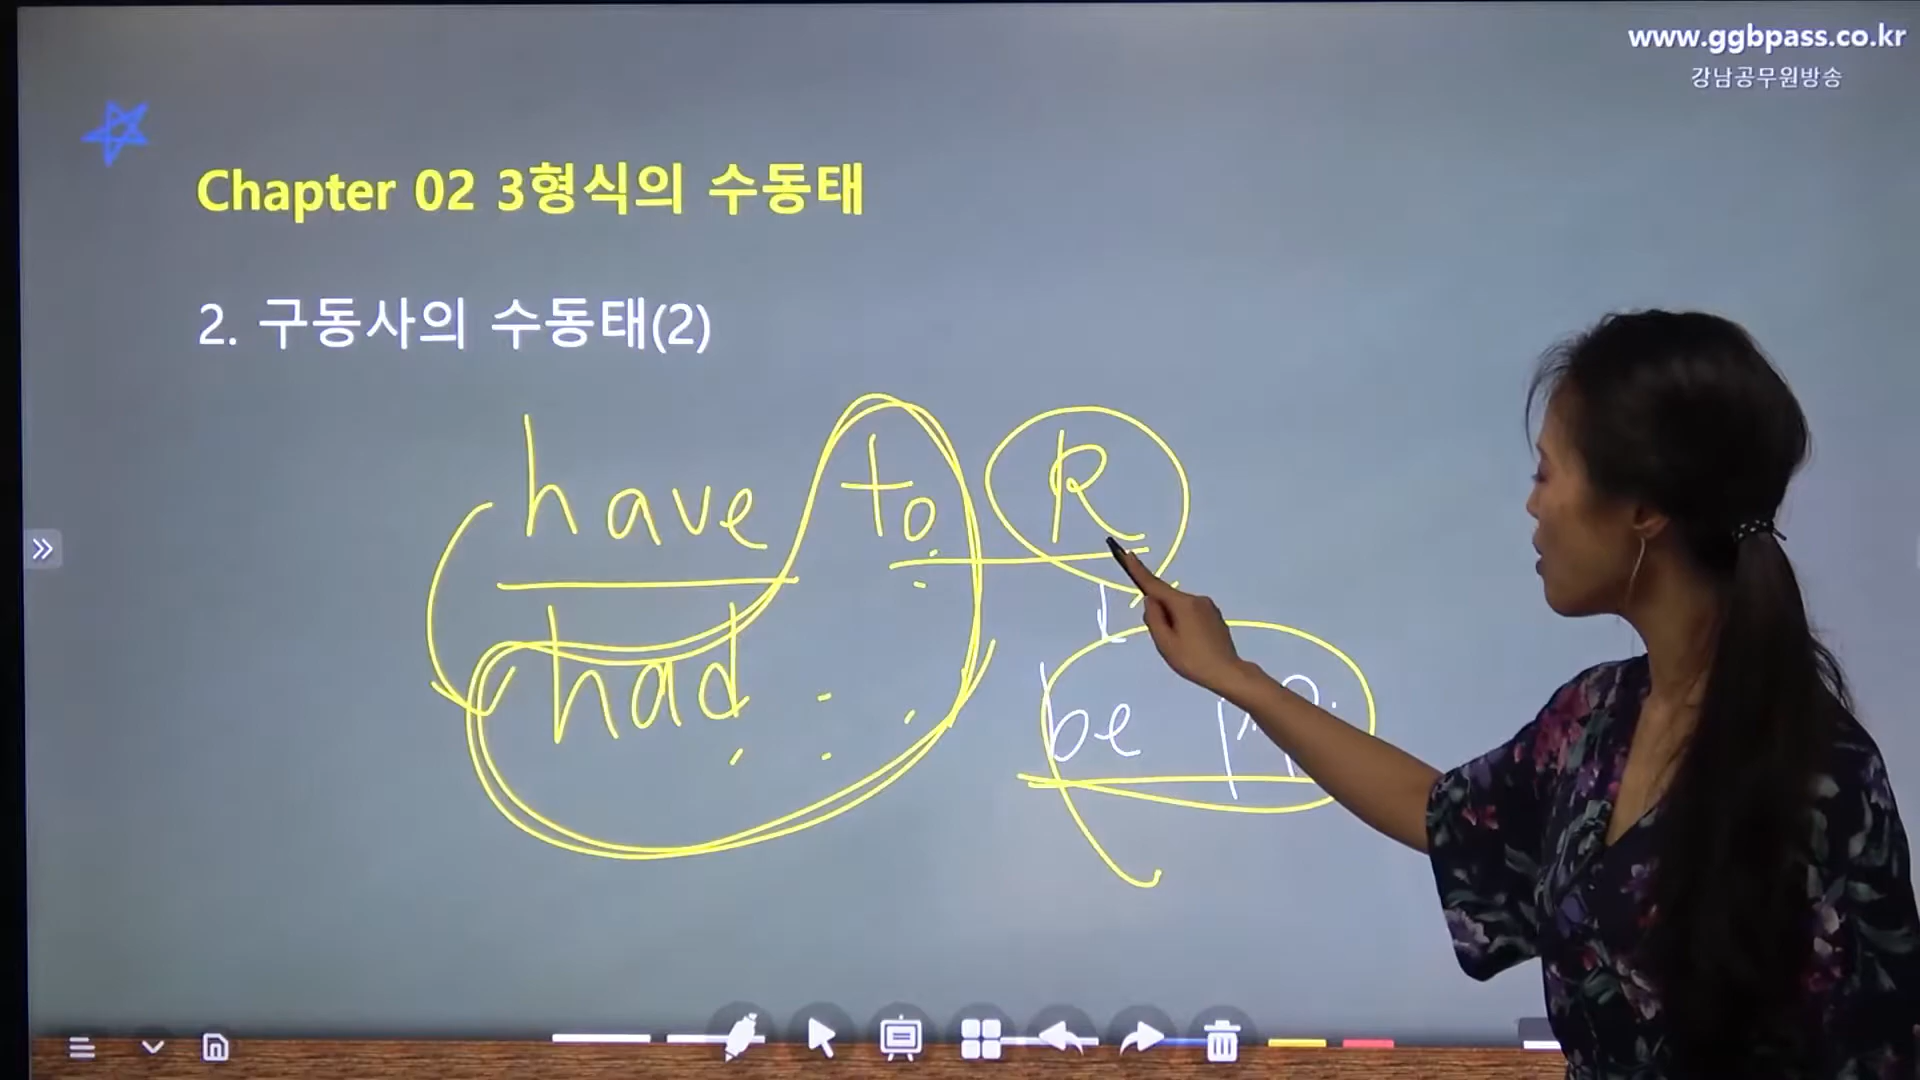 www.ggbpass.co.kr
강남공무원방송
Chapter 02 3형식의 수동태
2. 구동사의 수동태(2)
have to R
had
be p.p.